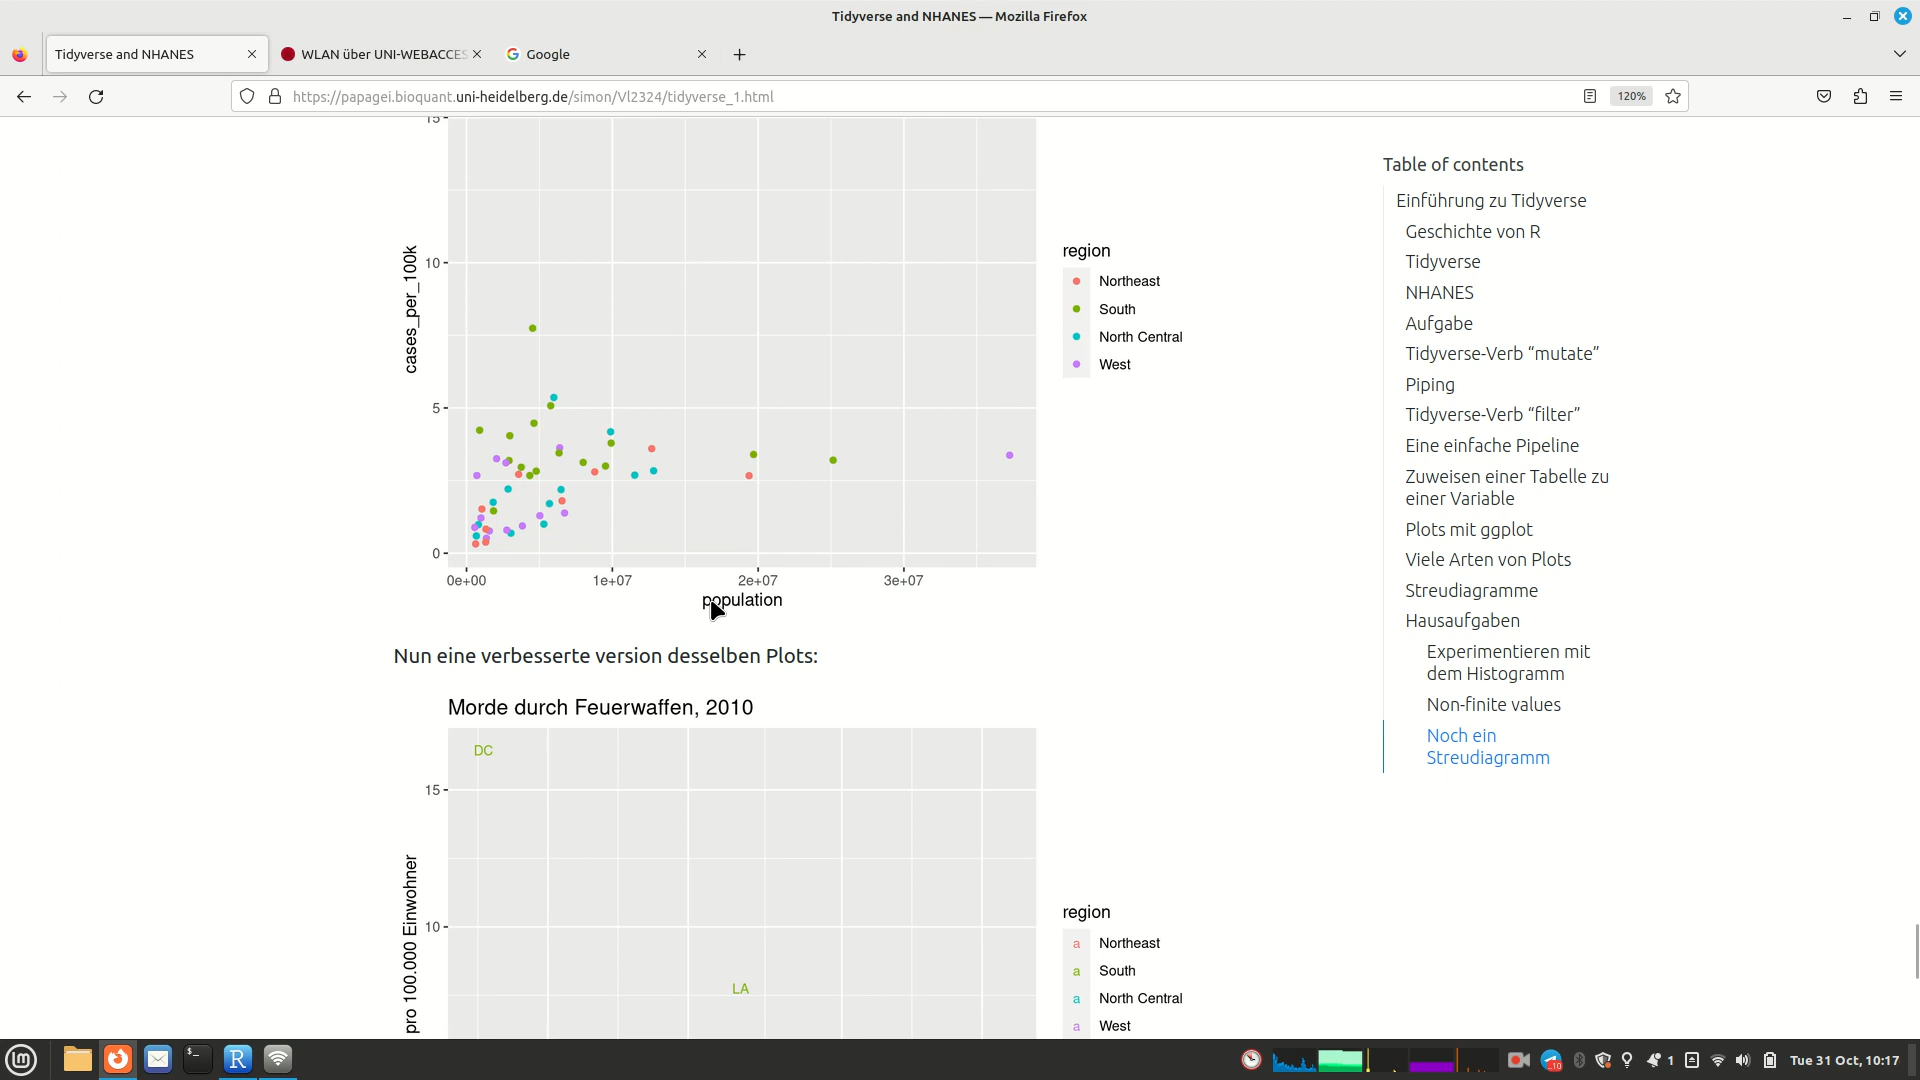 Tidyverse and NHANES — Mozilla Firefox
Tidyverse and NHANES
WLAN über UNI-WEBACCES
Google
https://papagei.bioquant.uni-heidelberg.de/simon/Vl2324/tidyverse_1.html
120%
15
10
5
0
cases_per_100k
0e+00 1e+07 2e+07 3e+07
population
region
Northeast
South
North Central
West
Nun eine verbesserte version desselben Plots:
Morde durch Feuerwaffen, 2010
DC
15
10
LA
pro 100.000 Einwohner
region
a Northeast
a South
a North Central
a West
Table of contents
Einführung zu Tidyverse
Geschichte von R
Tidyverse
NHANES
Aufgabe
Tidyverse-Verb “mutate”
Piping
Tidyverse-Verb “filter”
Eine einfache Pipeline
Zuweisen einer Tabelle zu
einer Variable
Plots mit ggplot
Viele Arten von Plots
Streudiagramme
Hausaufgaben
Experimentieren mit
dem Histogramm
Non-finite values
Noch ein
Streudiagramm
R
10
1
Tue 31 Oct, 10:17